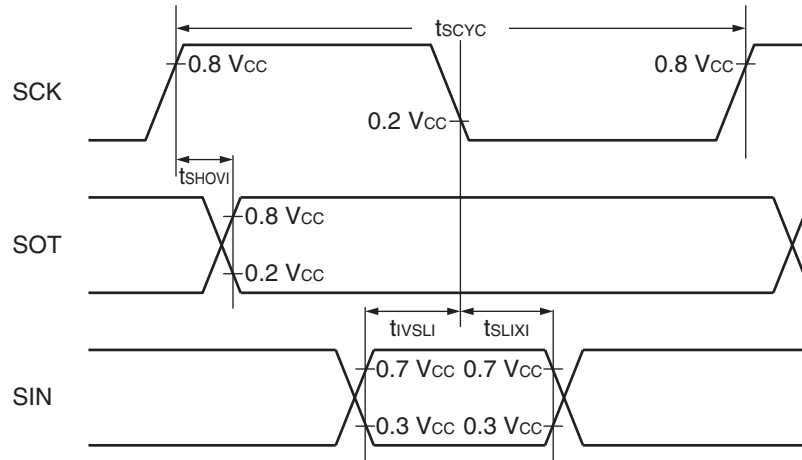 tSCYC
SCK
0.8 VCC
0.8 VCC
0.2 VCC
tSHOVI
SOT
0.8 VCC
0.2 VCC
tIVSLI
tSLIXI
SIN
0.7 VCC
0.7 VCC
0.3 VCC
0.3 VCC